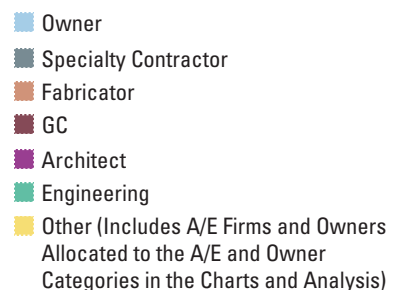 Owner
Specialty Contractor
Fabricator
GC
Architect
Engineering
Other (Includes A/E Firms and Owners
Allocated to the A/E and Owner
Categories in the Charts and Analysis)